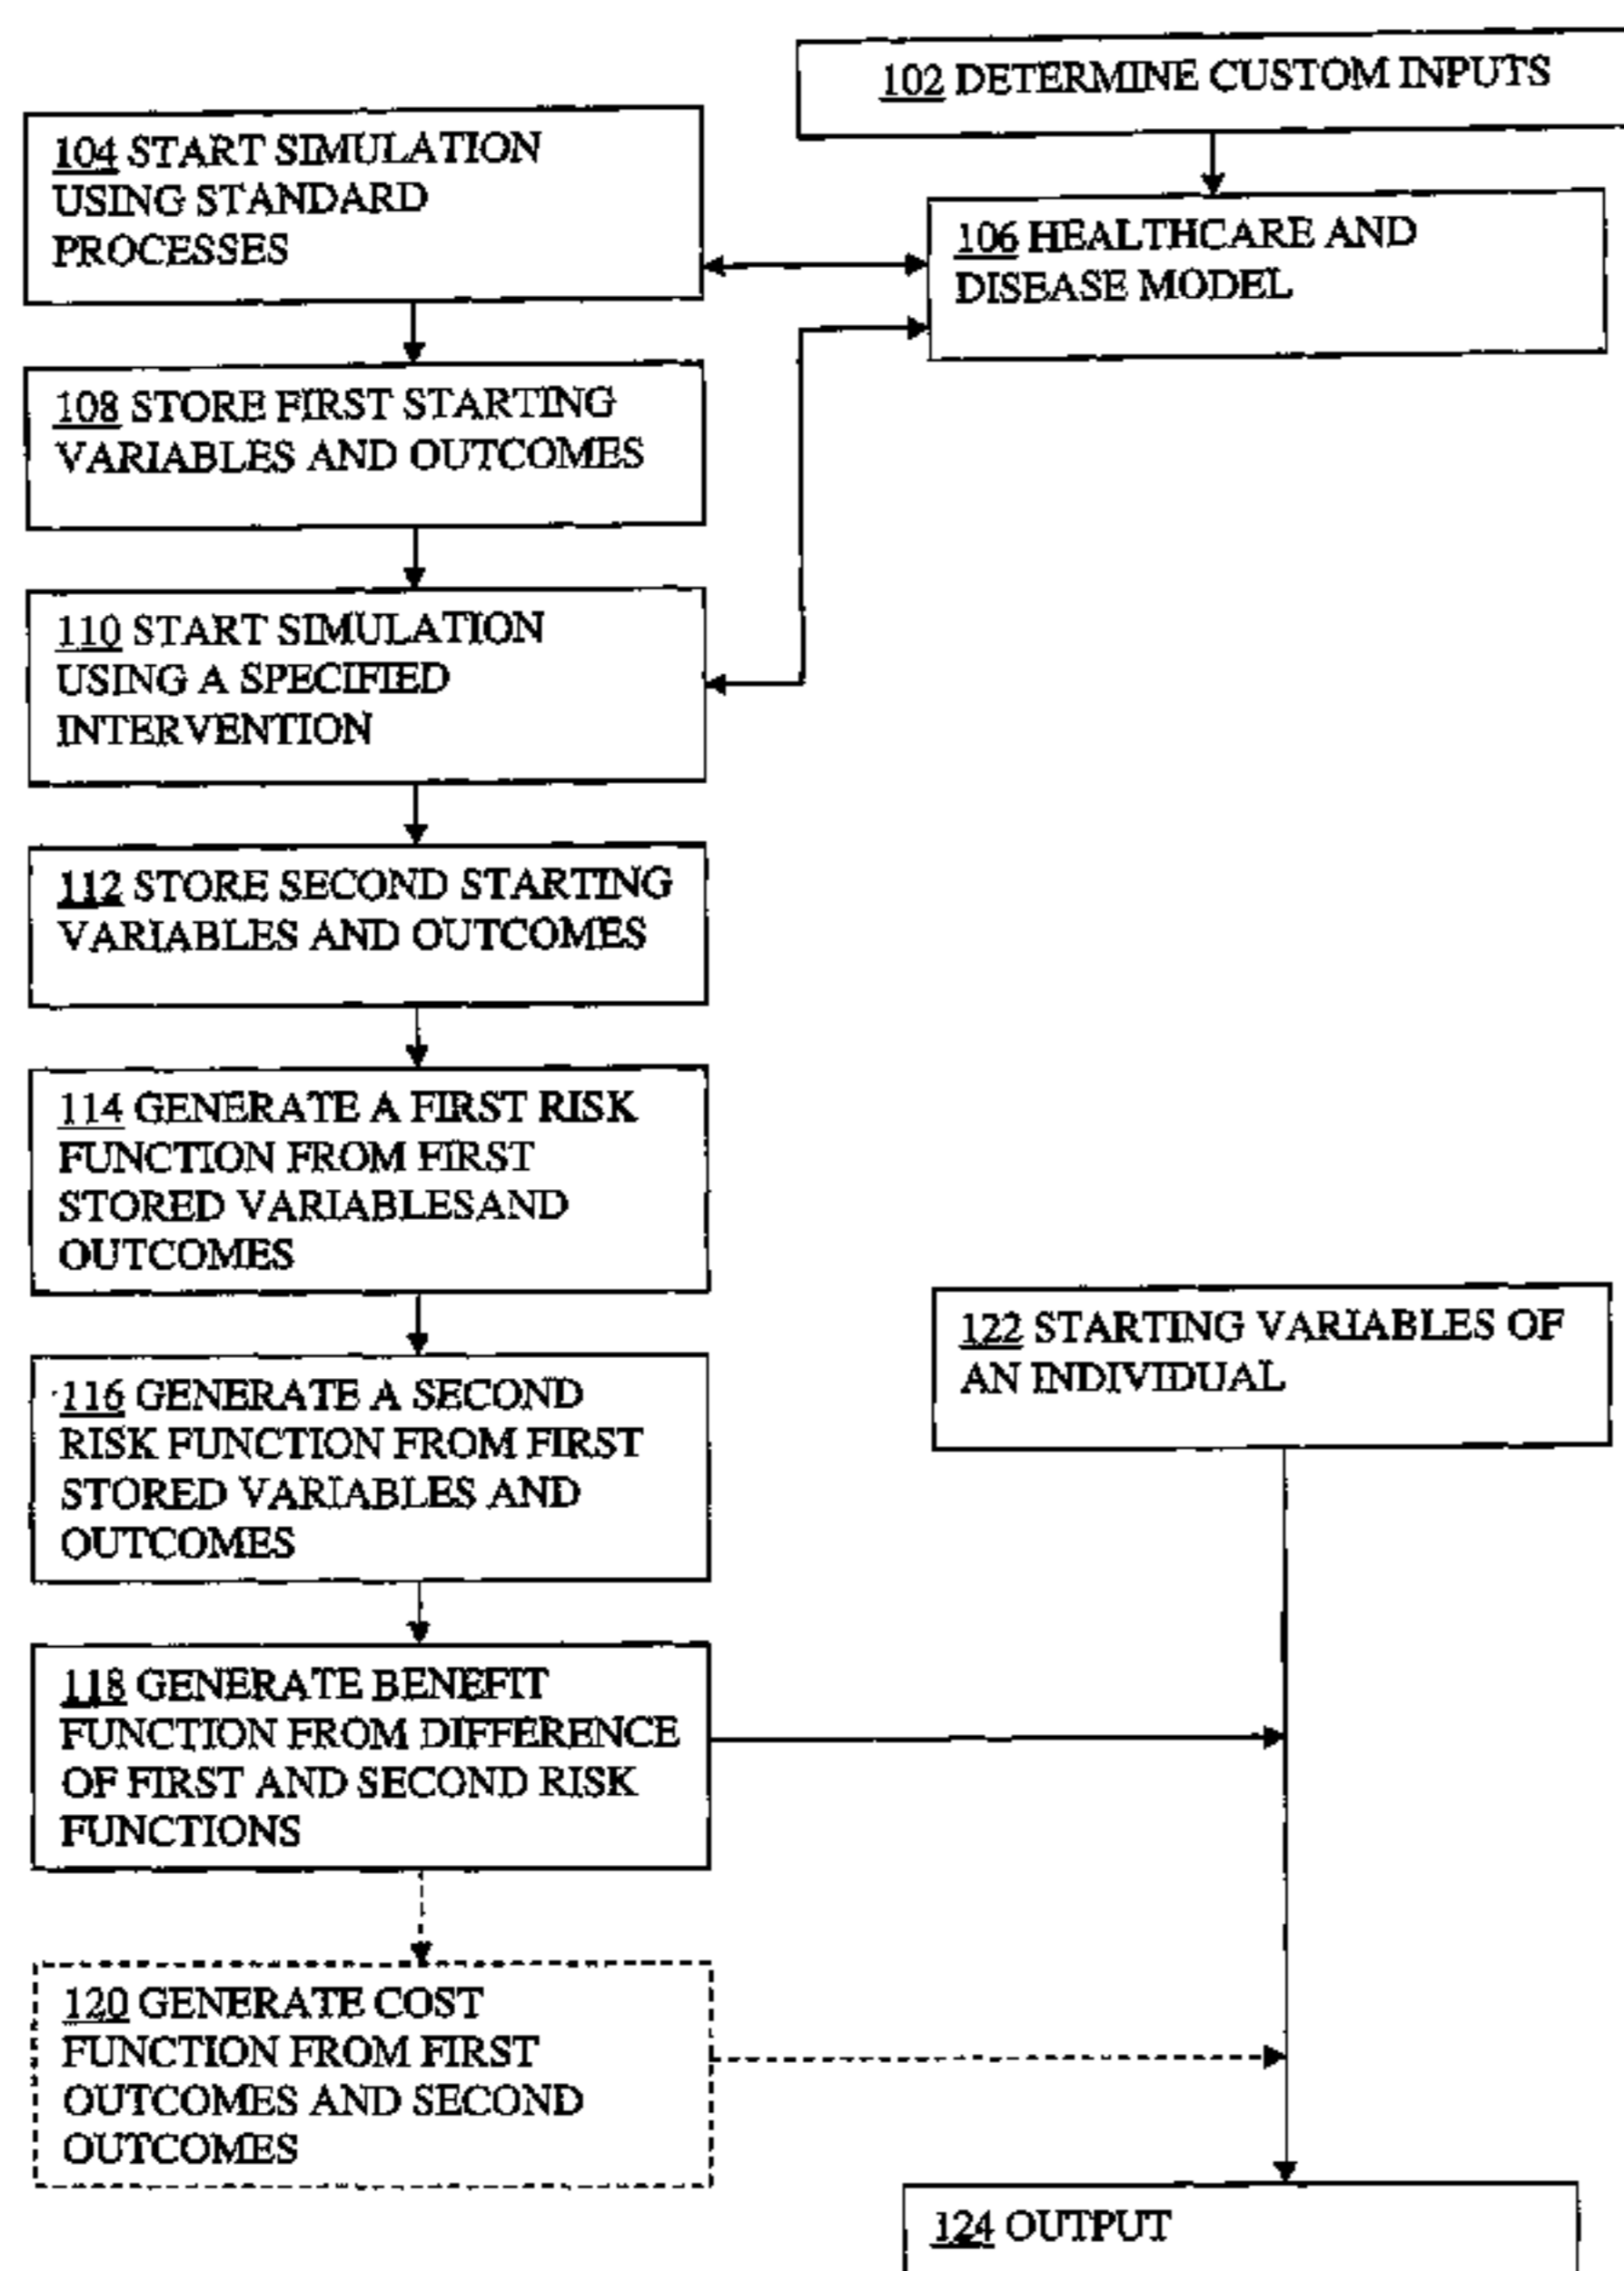 102 DETERMINE CUSTOM INPUTS
104 START SIMULATION
USING STANDARD
PROCESSES
106 HEALTHCARE AND
DISEASE MODEL
108 STORE FIRST STARTING
VARIABLES AND OUTCOMES
110 START SIMULATION
USING A SPECIFIED
INTERVENTION
112 STORE SECOND STARTING
VARIABLES AND OUTCOMES
114 GENERATE A FIRST RISK
FUNCTION FROM FIRST
STORED VARIABLESAND
OUTCOMES
116 GENERATE A SECOND
RISK FUNCTION FROM FIRST
STORED VARIABLES AND
OUTCOMES
118 GENERATE BENEFIT
FUNCTION FROM DIFFERENCE
OF FIRST AND SECOND RISK
FUNCTIONS
120 GENERATE COST
FUNCTION FROM FIRST
OUTCOMES AND SECOND
OUTCOMES
122 STARTING VARIABLES OF
AN INDIVIDUAL
124 OUTPUT